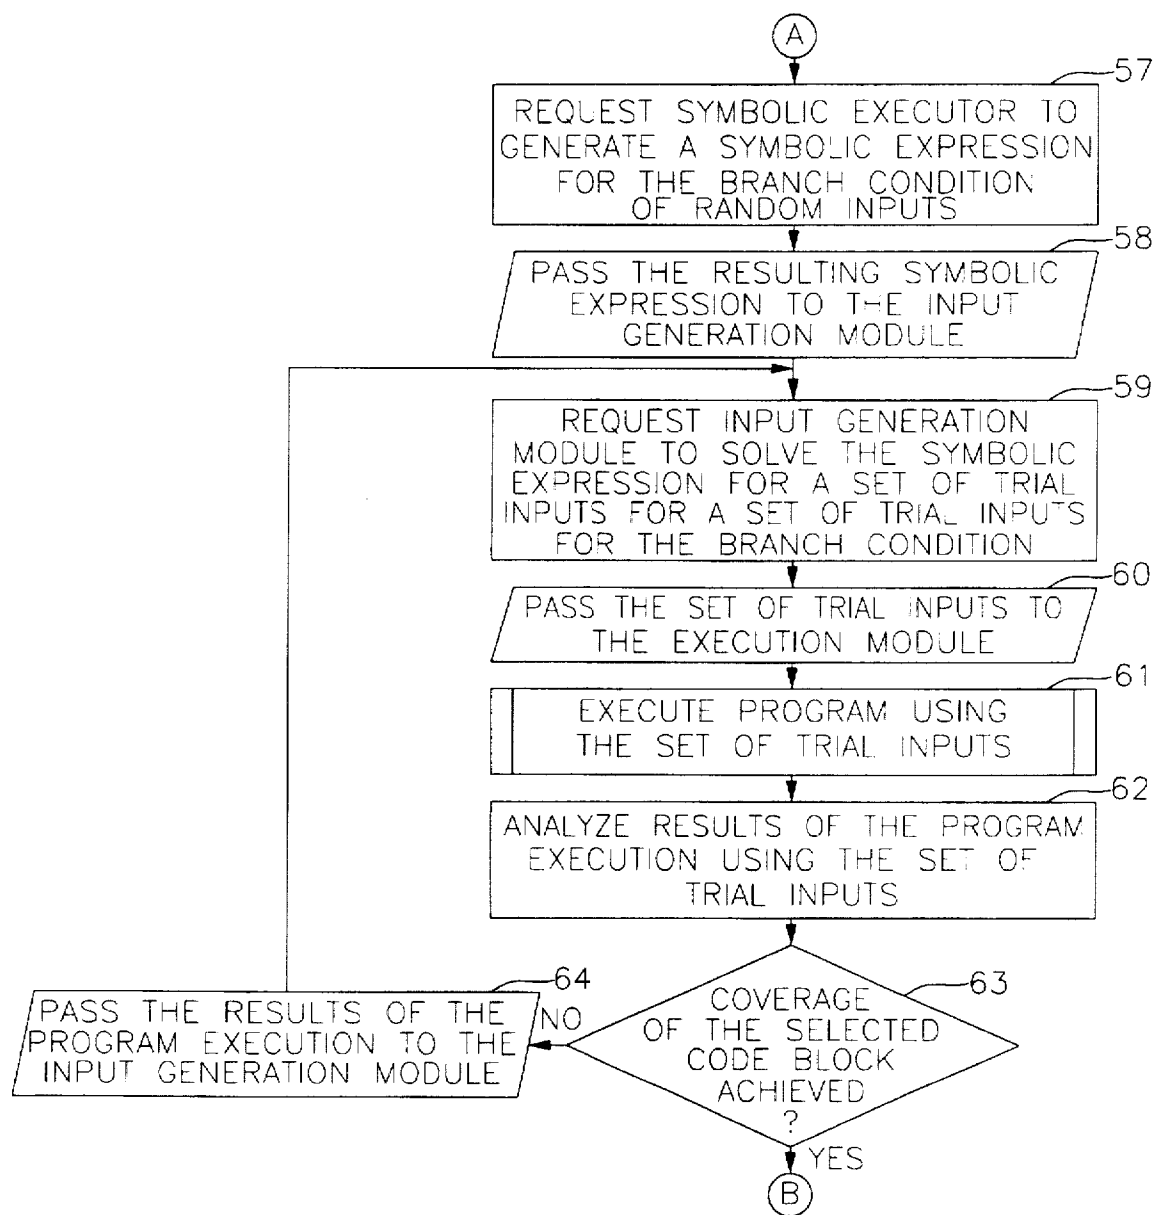 A
57
REQUEST SYMBOLIC EXECUTOR TO
GENERATE A SYMBOLIC EXPRESSION
FOR THE BRANCH CONDITION
OF RANDOM INPUTS
58
PASS THE RESULTING SYMBOLIC
EXPRESSION TO THE INPUT
GENERATION MODULE
59
REQUEST INPUT GENERATION
MODULE TO SOLVE THE SYMBOLIC
EXPRESSION FOR A SET OF TRIAL
INPUTS FOR A SET OF TRIAL INPUTS
FOR THE BRANCH CONDITION
60
PASS THE SET OF TRIAL INPUTS TO
THE EXECUTION MODULE
61
EXECUTE PROGRAM USING
THE SET OF TRIAL INPUTS
62
ANALYZE RESULTS OF THE PROGRAM
EXECUTION USING THE SET OF
TRIAL INPUTS
63
COVERAGE
OF THE SELECTED
CODE BLOCK
ACHIEVED
?
NO
64
PASS THE RESULTS OF THE
PROGRAM EXECUTION TO THE
INPUT GENERATION MODULE
YES
B